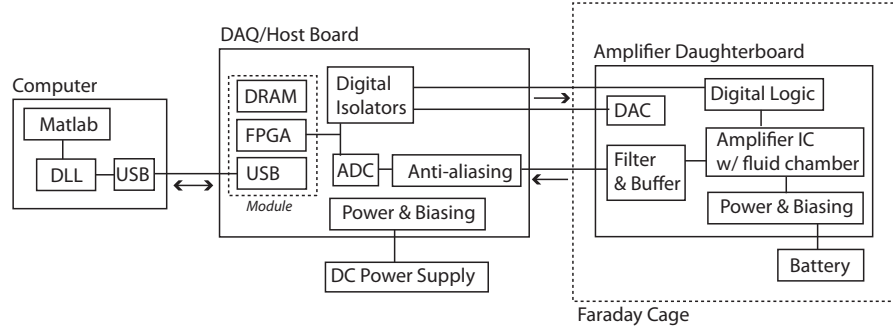 Computer
Matlab
DLL
USB
DAQ/Host Board
DRAM
FPGA
USB
Module
Digital
Isolators
ADC
Anti-aliasing
Power & Biasing
DC Power Supply
Amplifier Daughterboard
Digital Logic
DAC
Amplifier IC
w/ fluid chamber
Filter
& Buffer
Power & Biasing
Battery
Faraday Cage